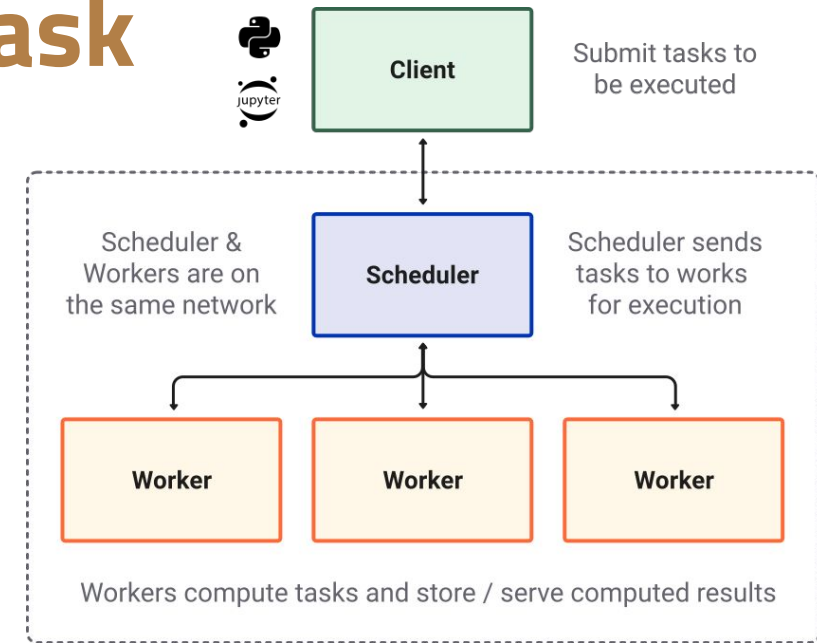 ask
Client
jupyter
Submit tasks to
be executed
Scheduler &
Workers are on
the same network
Scheduler
Scheduler sends
tasks to works
for execution
Worker
Worker
Worker
Workers compute tasks and store / serve computed results